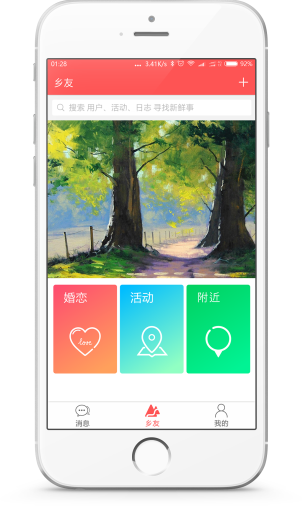 01:28 ... 3.41K/s 92%
乡友 +
搜索 用户、活动、日志 寻找新鲜事
婚恋 活动 附近
love
消息 乡友 我的